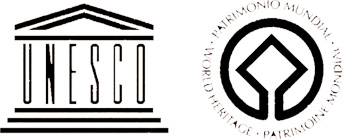 UNESCO
PATRIMONIO MUNDIAL · WORLD HERITAGE · PATRIMOINE MONDIAL ·